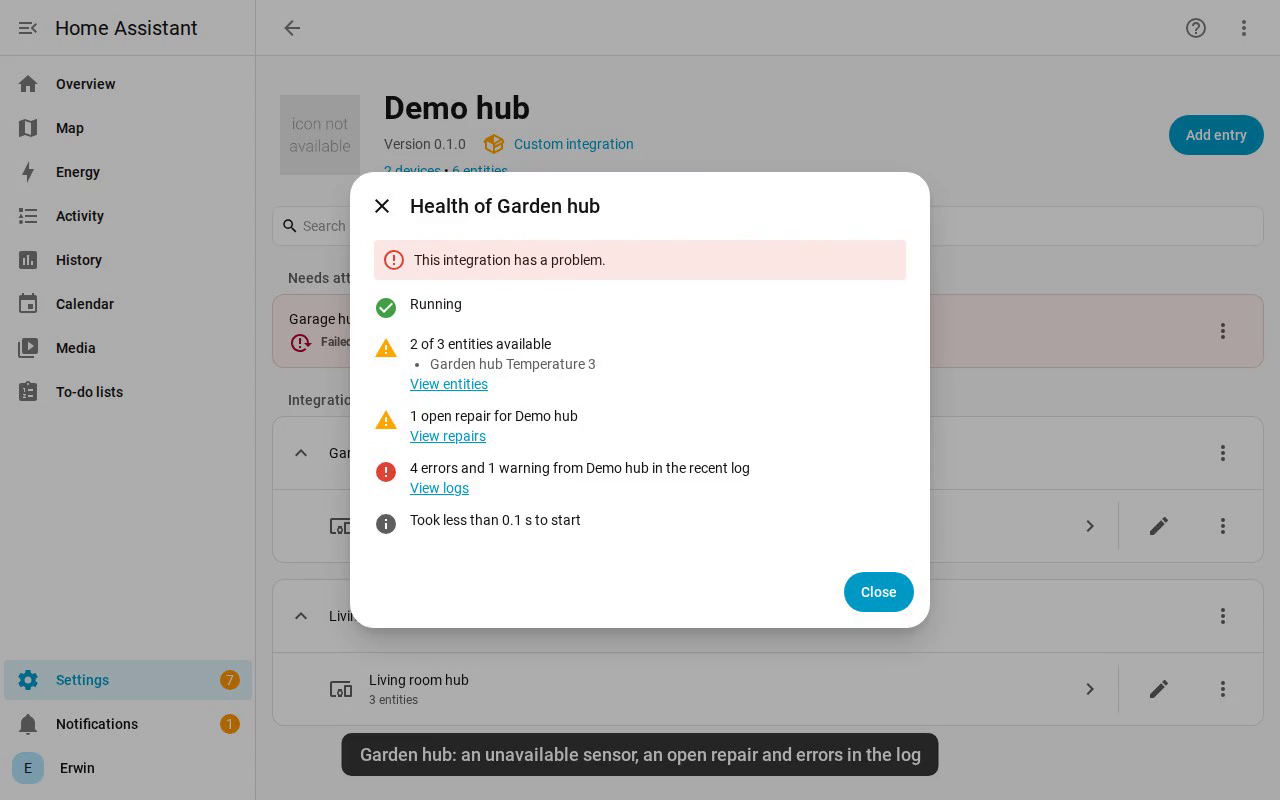 Home Assistant
Overview
Map
Energy
Activity
History
Calendar
Media
To-do lists
Settings
7
Notifications
1
E
Erwin
icon not
available
Demo hub
Version 0.1.0
Custom integration
2 devices • 6 entities
Add entry
Search
Needs att
Garage hu
Failed
Integratio
Gar
Livin
Living room hub
3 entities
Health of Garden hub
This integration has a problem.
Running
2 of 3 entities available
• Garden hub Temperature 3
View entities
1 open repair for Demo hub
View repairs
4 errors and 1 warning from Demo hub in the recent log
View logs
Took less than 0.1 s to start
Close
Garden hub: an unavailable sensor, an open repair and errors in the log